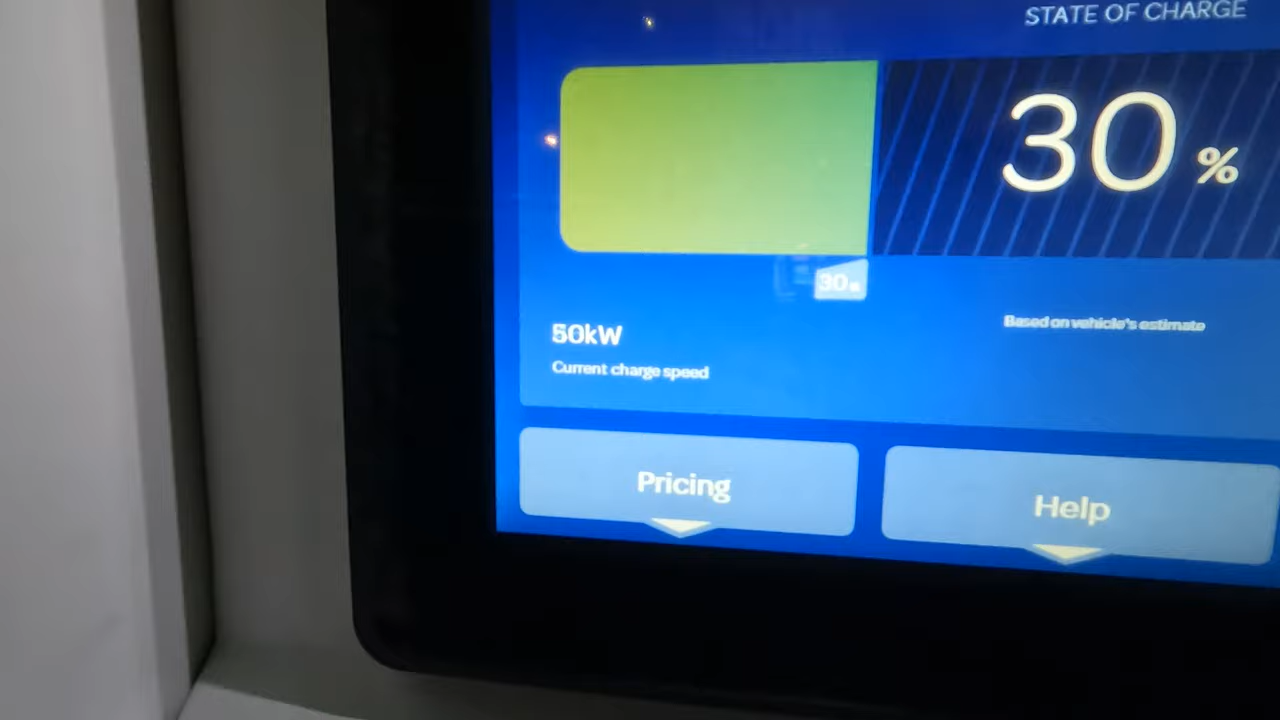 STATE OF CHARGE
30 %
30%
50kW
Based on vehicle's estimate
Current charge speed
Pricing
Help